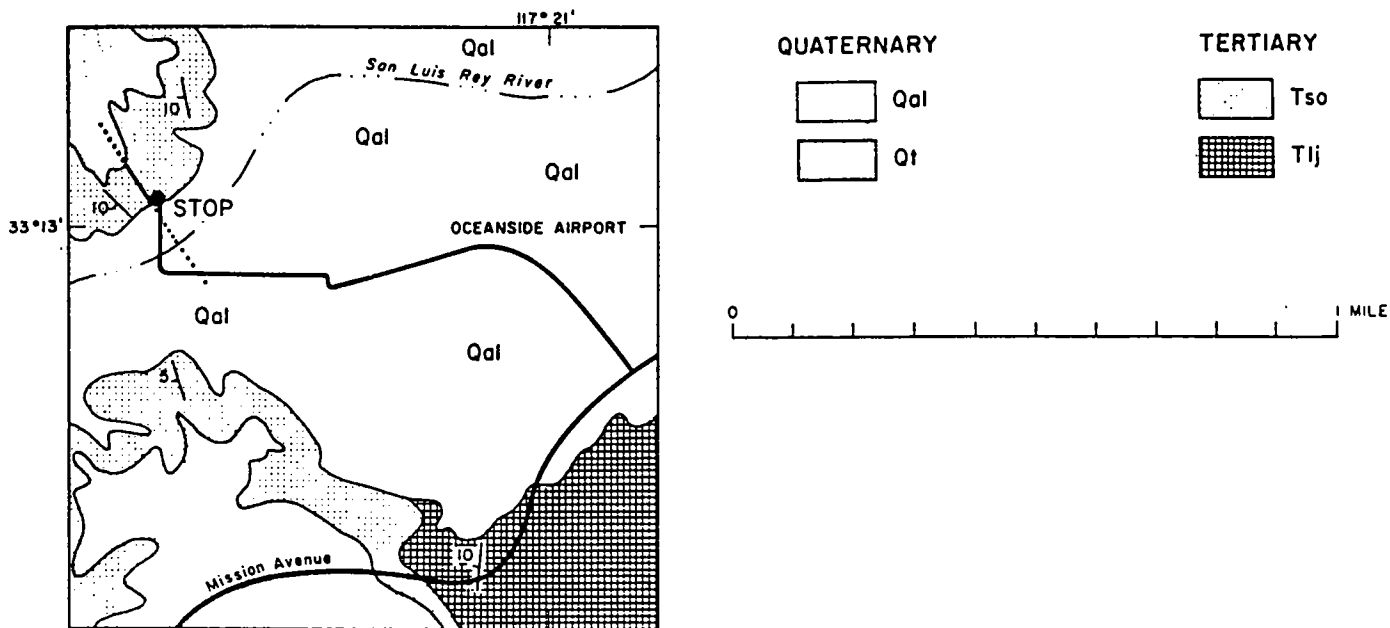 117° 21'
Qal
San Luis Rey River
10
Qal
Qal
10
STOP
33° 13'
OCEANSIDE AIRPORT
Qal
Qal
5
10
Mission Avenue
QUATERNARY
Qal
Qt
TERTIARY
Tso
Tlj
0 1 MILE